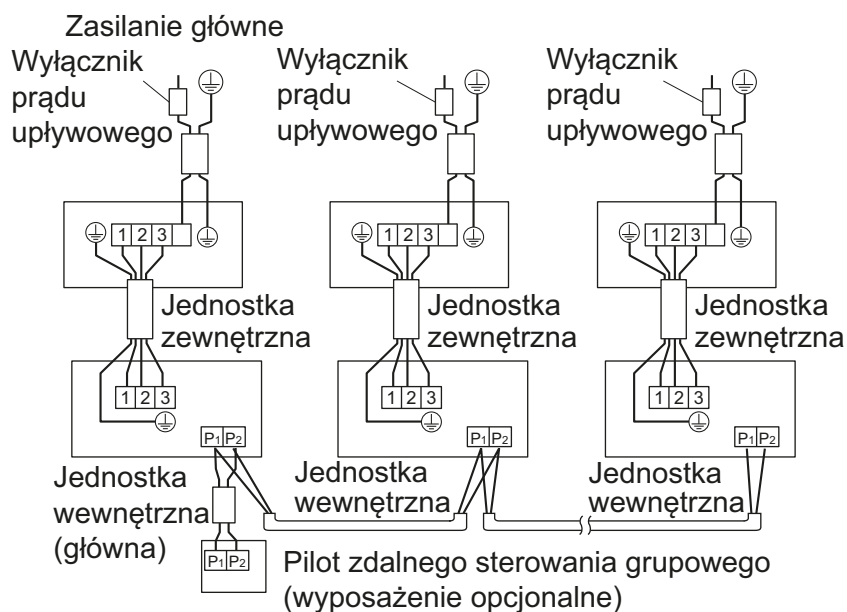 Zasilanie główne
Wyłącznik
prądu
upływowego
Wyłącznik
prądu
upływowego
Wyłącznik
prądu
upływowego
1 2 3
1 2 3
1 2 3
Jednostka
zewnętrzna
Jednostka
zewnętrzna
Jednostka
zewnętrzna
1 2 3
1 2 3
1 2 3
P1 P2
P1 P2
P1 P2
Jednostka
wewnętrzna
(główna)
Jednostka
wewnętrzna
Jednostka
wewnętrzna
P1 P2
Pilot zdalnego sterowania grupowego
(wyposażenie opcjonalne)